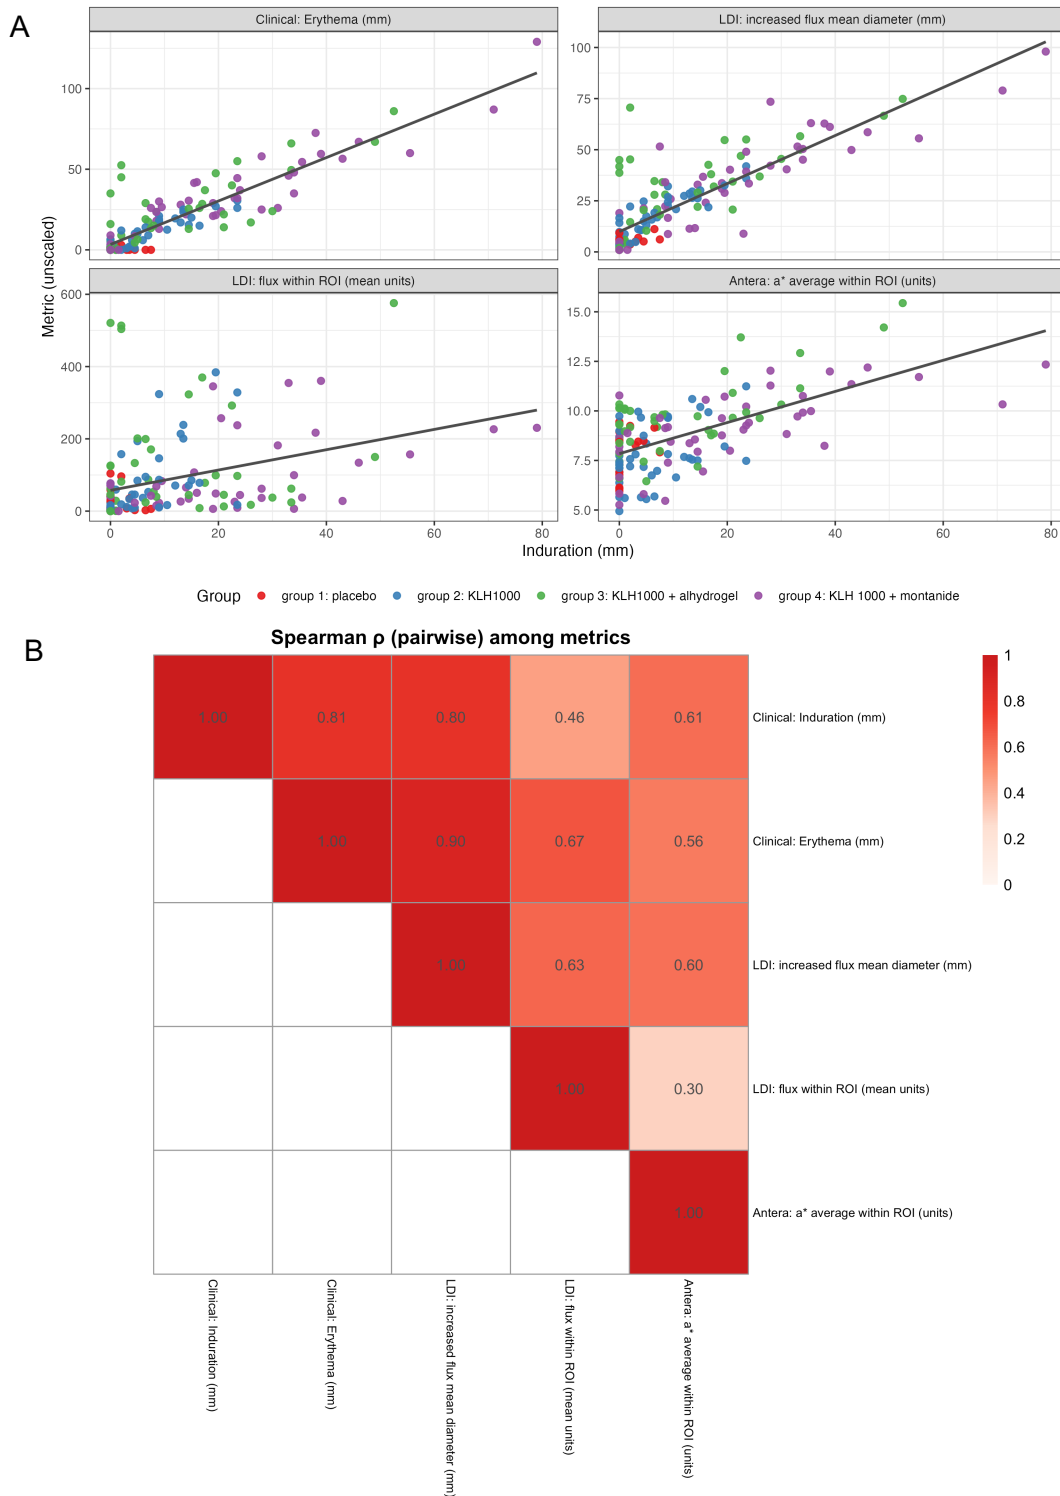 A
Clinical: Erythema (mm)
LDI: increased flux mean diameter (mm)
100
50
0
100
75
50
25
0
LDI: flux within ROI (mean units)
Antera: a* average within ROI (units)
600
400
200
0
15.0
12.5
10.0
7.5
5.0
Metric (unscaled)
0 20 40 60 80
0 20 40 60 80
Induration (mm)
Group group 1: placebo group 2: KLH1000 group 3: KLH1000 + alhydrogel group 4: KLH 1000 + montanide
B
Spearman ρ (pairwise) among metrics
1.00 0.81 0.80 0.46 0.61 Clinical: Induration (mm)
1.00 0.90 0.67 0.56 Clinical: Erythema (mm)
1.00 0.63 0.60 LDI: increased flux mean diameter (mm)
1.00 0.30 LDI: flux within ROI (mean units)
1.00 Antera: a* average within ROI (units)
1
0.8
0.6
0.4
0.2
0
Clinical: Induration (mm)
Clinical: Erythema (mm)
LDI: increased flux mean diameter (mm)
LDI: flux within ROI (mean units)
Antera: a* average within ROI (units)